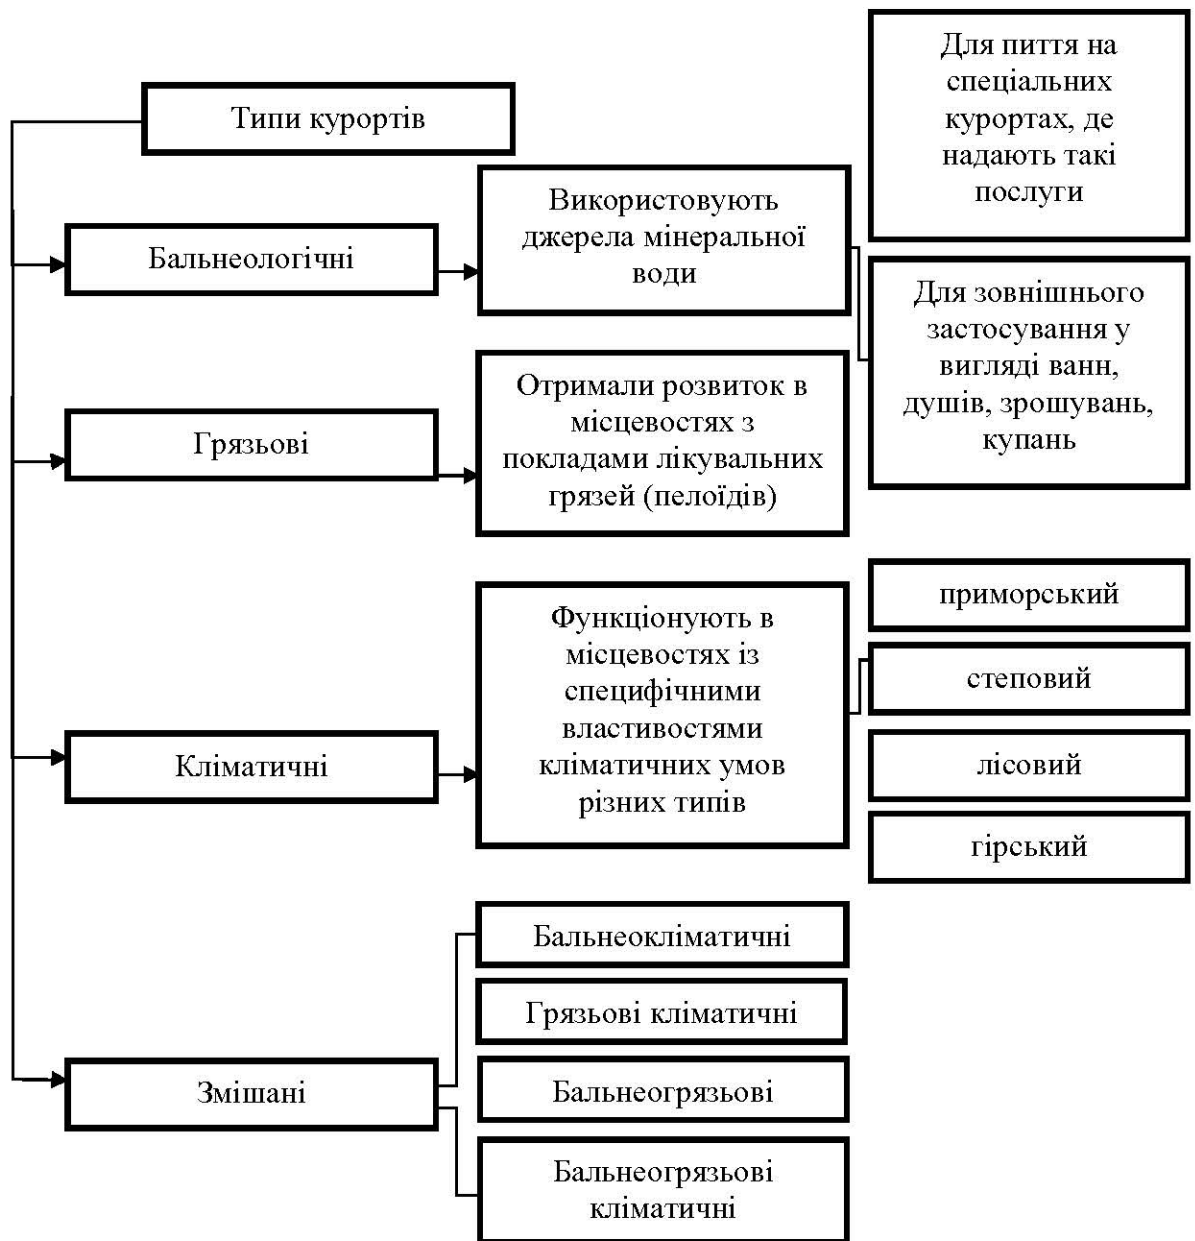 Типи курортів
Бальнеологічні
Використовують
джерела мінеральної
води
Для пиття на
спеціальних
курортах, де
надають такі
послуги
Для зовнішнього
застосування у
вигляді ванн,
душів, зрошувань,
купань
Грязьові
Отримали розвиток в
місцевостях з
покладами лікувальних
грязей (пелоїдів)
Кліматичні
Функціонують в
місцевостях із
специфічними
властивостями
кліматичних умов
різних типів
приморський
степовий
лісовий
гірський
Змішані
Бальнеокліматичні
Грязьові кліматичні
Бальнеогрязьові
Бальнеогрязьові
кліматичні